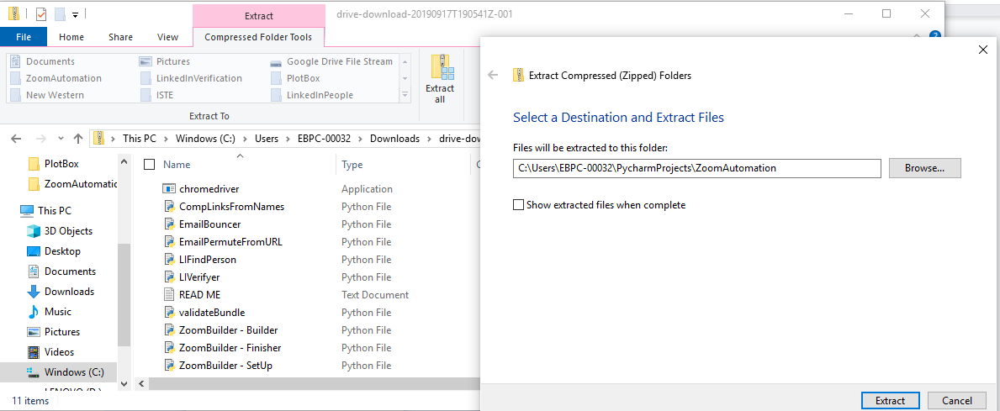 Extract
drive-download-20190917T190541Z-001
File
Home
Share
View
Compressed Folder Tools
Documents
Pictures
Google Drive File Stream
ZoomAutomation
LinkedInVerification
PlotBox
New Western
ISTE
LinkedInPeople
Extract To
Extract
all
This PC
Windows (C:)
Users
EBPC-00032
Downloads
drive-dow
PlotBox
ZoomAutomatic
This PC
3D Objects
Desktop
Documents
Downloads
Music
Pictures
Videos
Windows (C:)
Name
Type
chromedriver
Application
CompLinksFromNames
Python File
EmailBouncer
Python File
EmailPermuteFromURL
Python File
LIFindPerson
Python File
LIVerifyer
Python File
READ ME
Text Document
validateBundle
Python File
ZoomBuilder - Builder
Python File
ZoomBuilder - Finisher
Python File
ZoomBuilder - SetUp
Python File
11 items
Extract Compressed (Zipped) Folders
Select a Destination and Extract Files
Files will be extracted to this folder:
C:\Users\EBPC-00032\PycharmProjects\ZoomAutomation
Browse...
Show extracted files when complete
Extract
Cancel